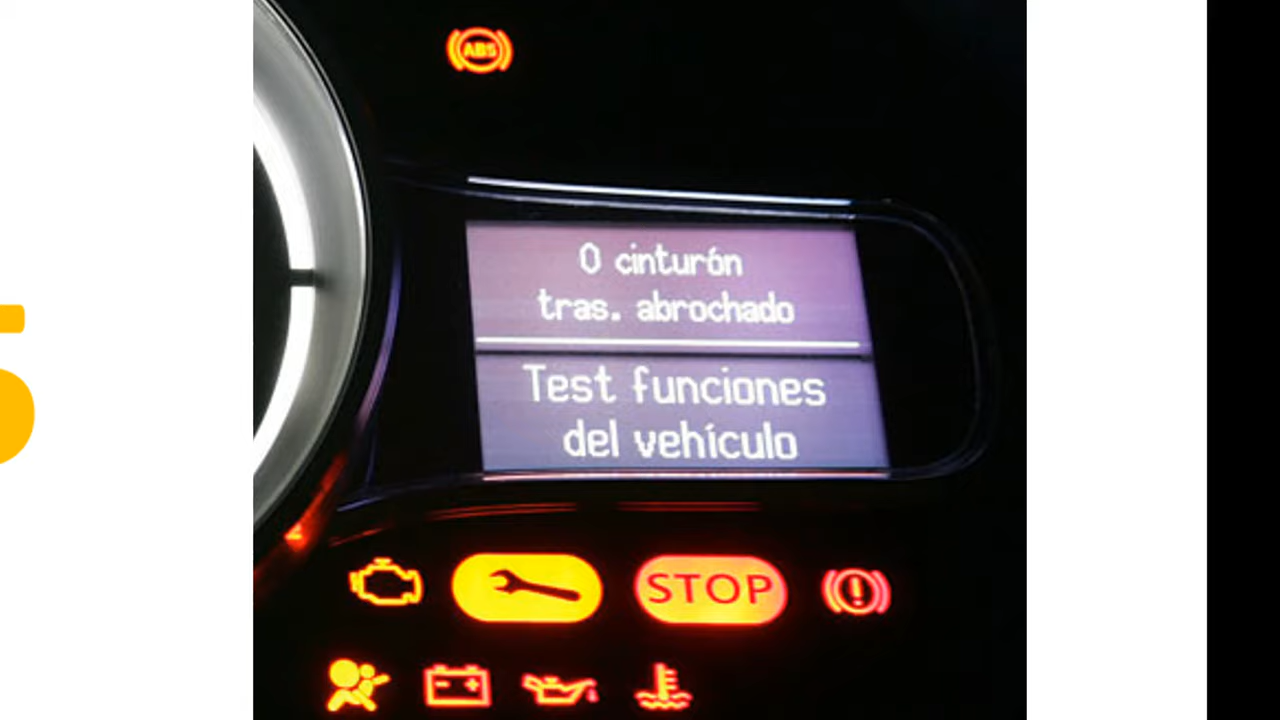 ABS
0 cinturón
tras. abrochado
Test funciones
del vehículo
STOP